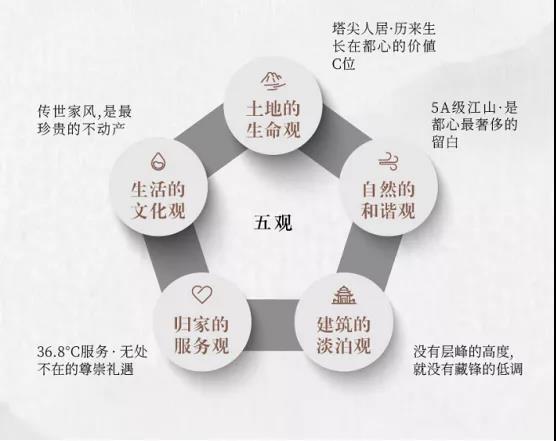 塔尖人居·历来生
长在都心的价値
C位
土地的
生命观
5A级江山·是
都心最奢侈的
留白
自然的
和谐观
传世家风,是最
珍贵的不动产
生活的
文化观
五观
归家的
服务观
36.8°C服务·无处
不在的尊崇礼遇
建筑的
淡泊观
没有层峰的高度,
就没有藏锋的低调